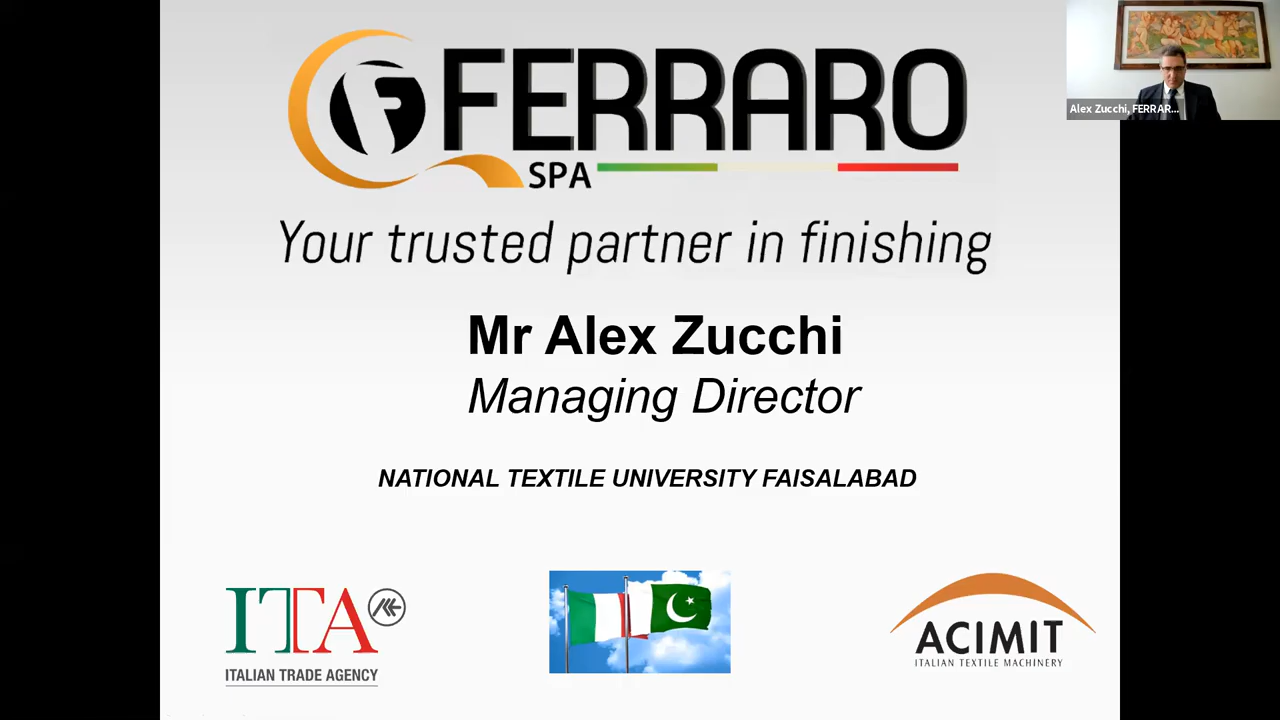 FERRARO
SPA
Your trusted partner in finishing
Mr Alex Zucchi
Managing Director
NATIONAL TEXTILE UNIVERSITY FAISALABAD
ITA
ITALIAN TRADE AGENCY
ACIMIT
ITALIAN TEXTILE MACHINERY
Alex Zucchi, FERRAR...